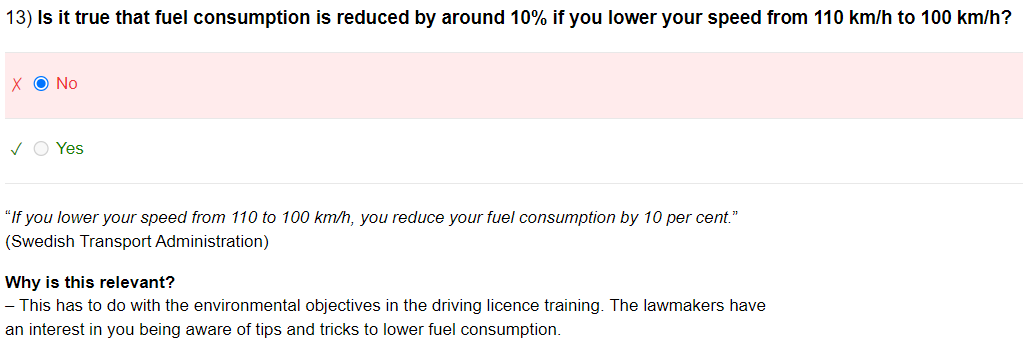 13) Is it true that fuel consumption is reduced by around 10% if you lower your speed from 110 km/h to 100 km/h?
✗ No
✓ Yes
“If you lower your speed from 110 to 100 km/h, you reduce your fuel consumption by 10 per cent.”
(Swedish Transport Administration)
Why is this relevant?
– This has to do with the environmental objectives in the driving licence training. The lawmakers have
an interest in you being aware of tips and tricks to lower fuel consumption.